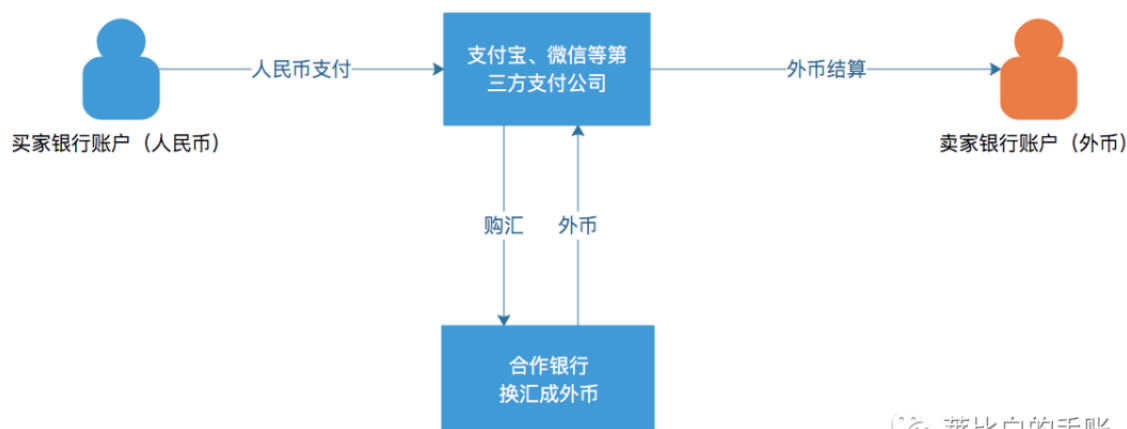 支付宝、微信等第
三方支付公司
人民币支付
外币结算
买家银行账户（人民币）
卖家银行账户（外币）
购汇
外币
合作银行
换汇成外币